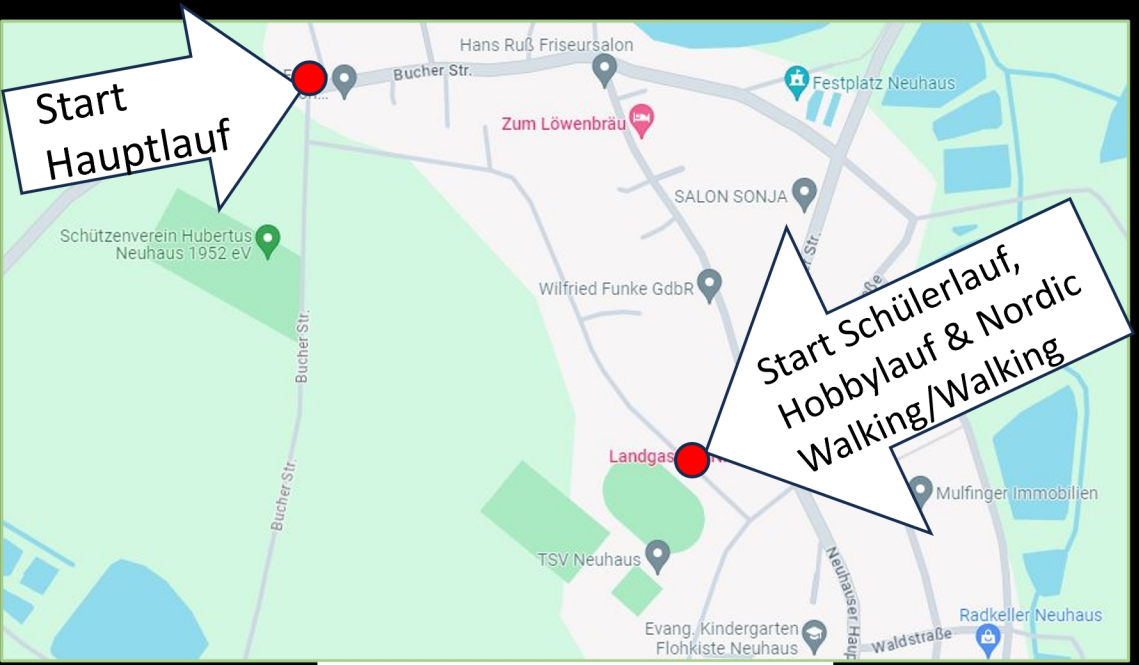 Start
Hauptlauf
Hans Ruß Friseursalon
Bucher Str.
Festplatz Neuhaus
Zum Löwenbräu
SALON SONJA
Schützenverein Hubertus
Neuhaus 1952 eV
Str.
Wilfried Funke GdbR
Start Schülerlauf,
Hobbylauf & Nordic
Walking/Walking
Bucher Str.
Bucher Str.
Mulfinger Immobilien
TSV Neuhaus
Evang. Kindergarten
Flohkiste Neuhaus
Neuhauser
Waldstraße
Radkeller Neuhaus